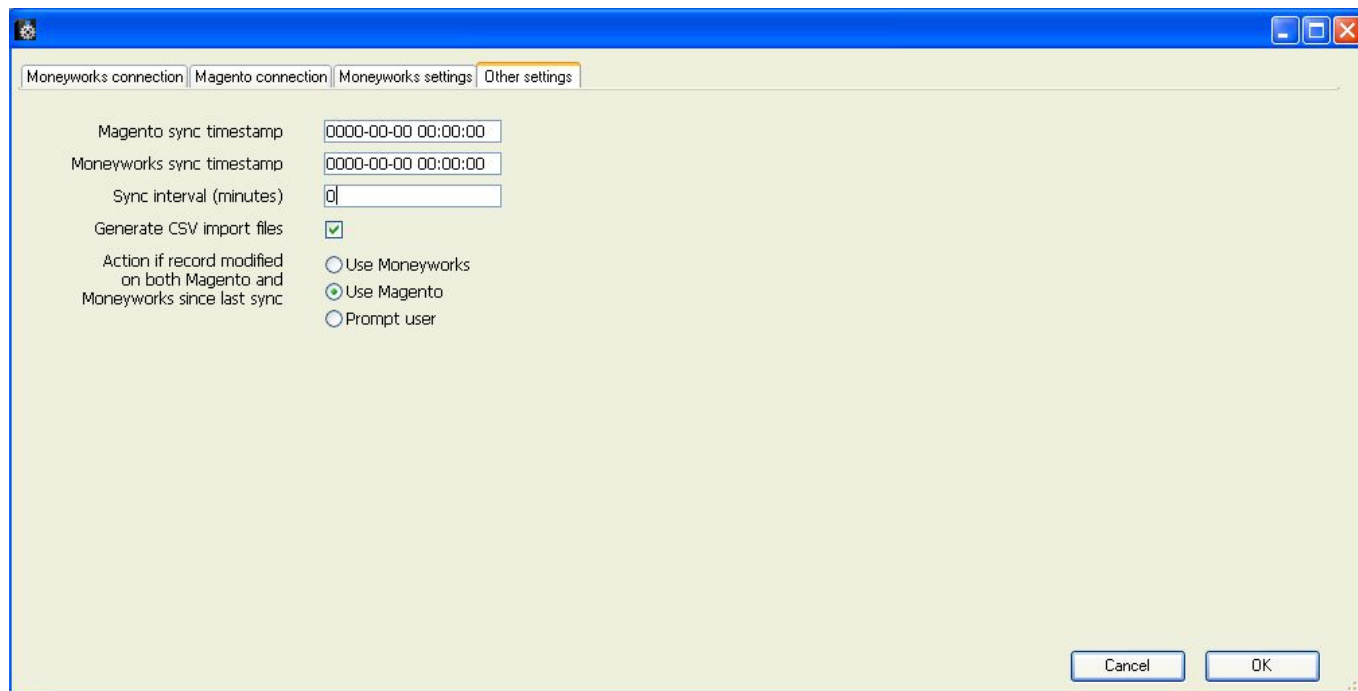 Moneyworks connection Magento connection Moneyworks settings Other settings
Magento sync timestamp 0000-00-00 00:00:00
Moneyworks sync timestamp 0000-00-00 00:00:00
Sync interval (minutes) 0
Generate CSV import files
Action if record modified
on both Magento and
Moneyworks since last sync
Use Moneyworks
Use Magento
Prompt user
Cancel OK